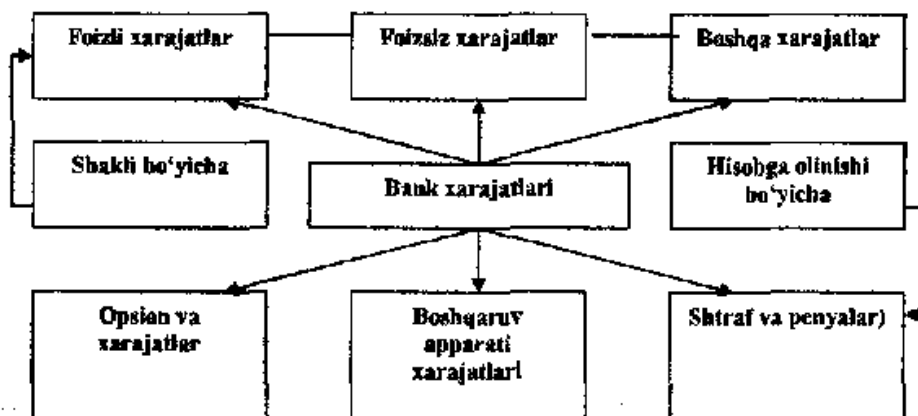 Foizli xarajatlar
Foizsiz xarajatlar
Boshqa xarajatlar
Shakli bo‘yicha
Bank xarajatlari
Hisobga olinishi
bo‘yicha
Opsion va
xarajatlar
Boshqaruv
apparati
xarajatlari
Shtraf va penyalar)